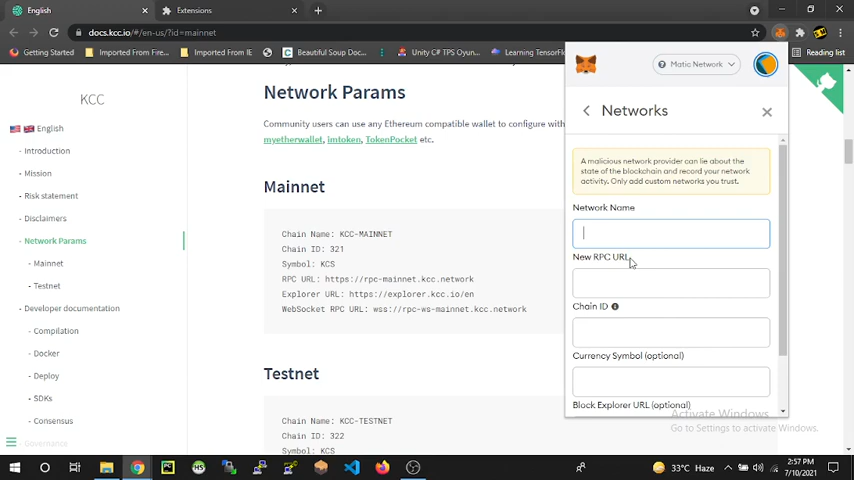 English
Extensions
docs.kcc.io/#/en-us/?id=mainnet
Getting Started
Imported From Fire...
Imported From IE
Beautiful Soup Doc...
Unity C# TPS Oyun...
Learning TensorFlo
Reading list
KCC
English
- Introduction
- Mission
- Risk statement
- Disclaimers
- Network Params
- Mainnet
- Testnet
- Developer documentation
- Compilation
- Docker
- Deploy
- SDKs
- Consensus
Governance
Network Params
Community users can use any Ethereum compatible wallet to configure with
myetherwallet, imtoken, TokenPocket etc.
Mainnet
Chain Name: KCC-MAINNET
Chain ID: 321
Symbol: KCS
RPC URL: https://rpc-mainnet.kcc.network
Explorer URL: https://explorer.kcc.io/en
WebSocket RPC URL: wss://rpc-ws-mainnet.kcc.network
Testnet
Chain Name: KCC-TESTNET
Chain ID: 322
Symbol: KCS
Matic Network
Networks
A malicious network provider can lie about the
state of the blockchain and record your network
activity. Only add custom networks you trust.
Network Name
New RPC URL
Chain ID
Currency Symbol (optional)
Block Explorer URL (optional)
Activate Windows
Go to Settings to activate Windows.
33°C Haze
2:57 PM
7/10/2021